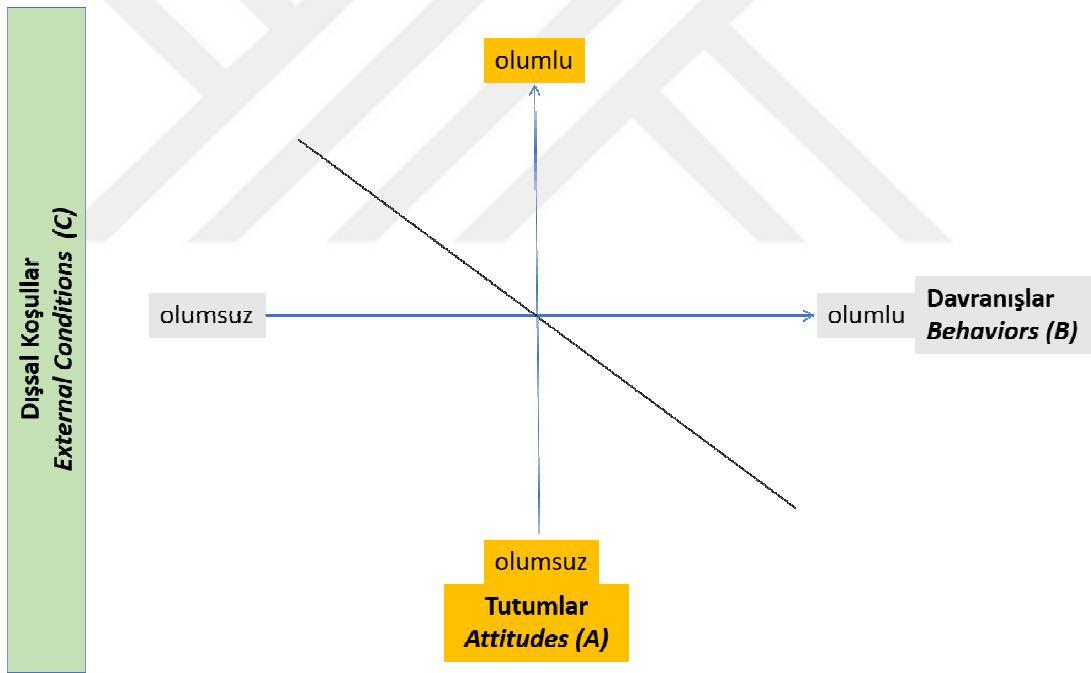 Dışsal Koşullar
External Conditions (C)
olumlu
olumsuz
olumlu
Davranışlar
Behaviors (B)
olumsuz
Tutumlar
Attitudes (A)